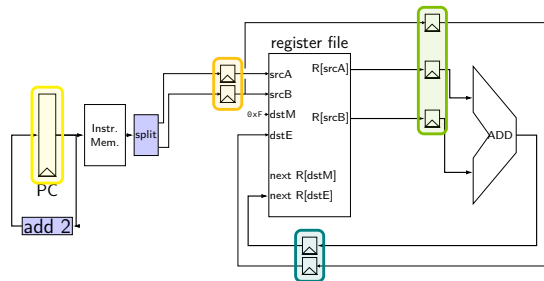 register file
srcA
srcB
0xF
dstM
dstE
next R[dstM]
next R[dstE]
R[srcA]
R[srcB]
Instr.
Mem.
split
ADD
PC
add 2